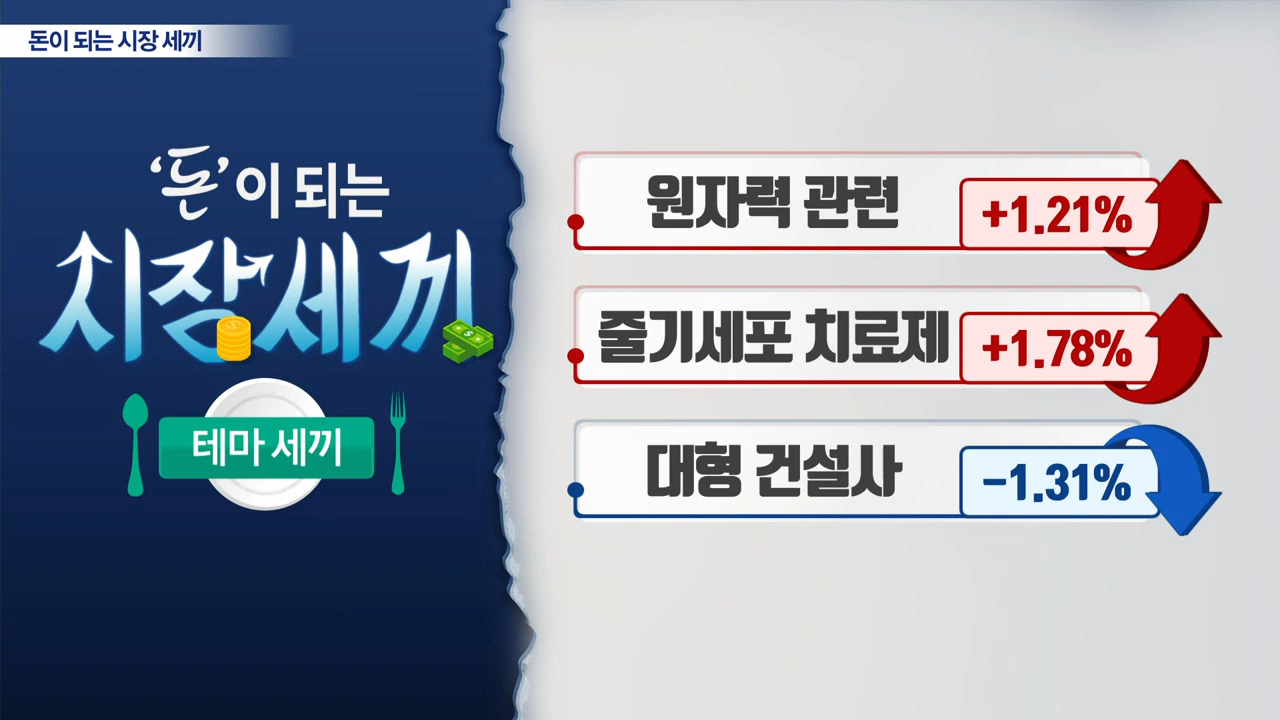 돈이 되는 시장 세끼
‘돈’이 되는
시장세끼
테마 세끼
원자력 관련
+1.21%
줄기세포 치료제
+1.78%
대형 건설사
-1.31%